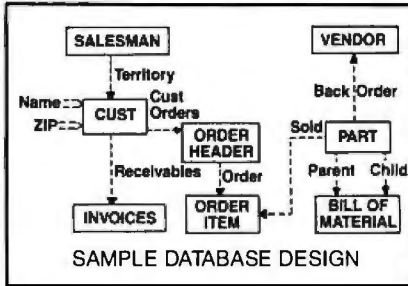 SALESMAN
VENDOR
Territory
Back Order
Name
Cust
Orders
Sold
ZIP
CUST
PART
ORDER
HEADER
Parent
Child
Receivables
Order
INVOICES
ORDER
ITEM
BILL OF
MATERIAL
SAMPLE DATABASE DESIGN